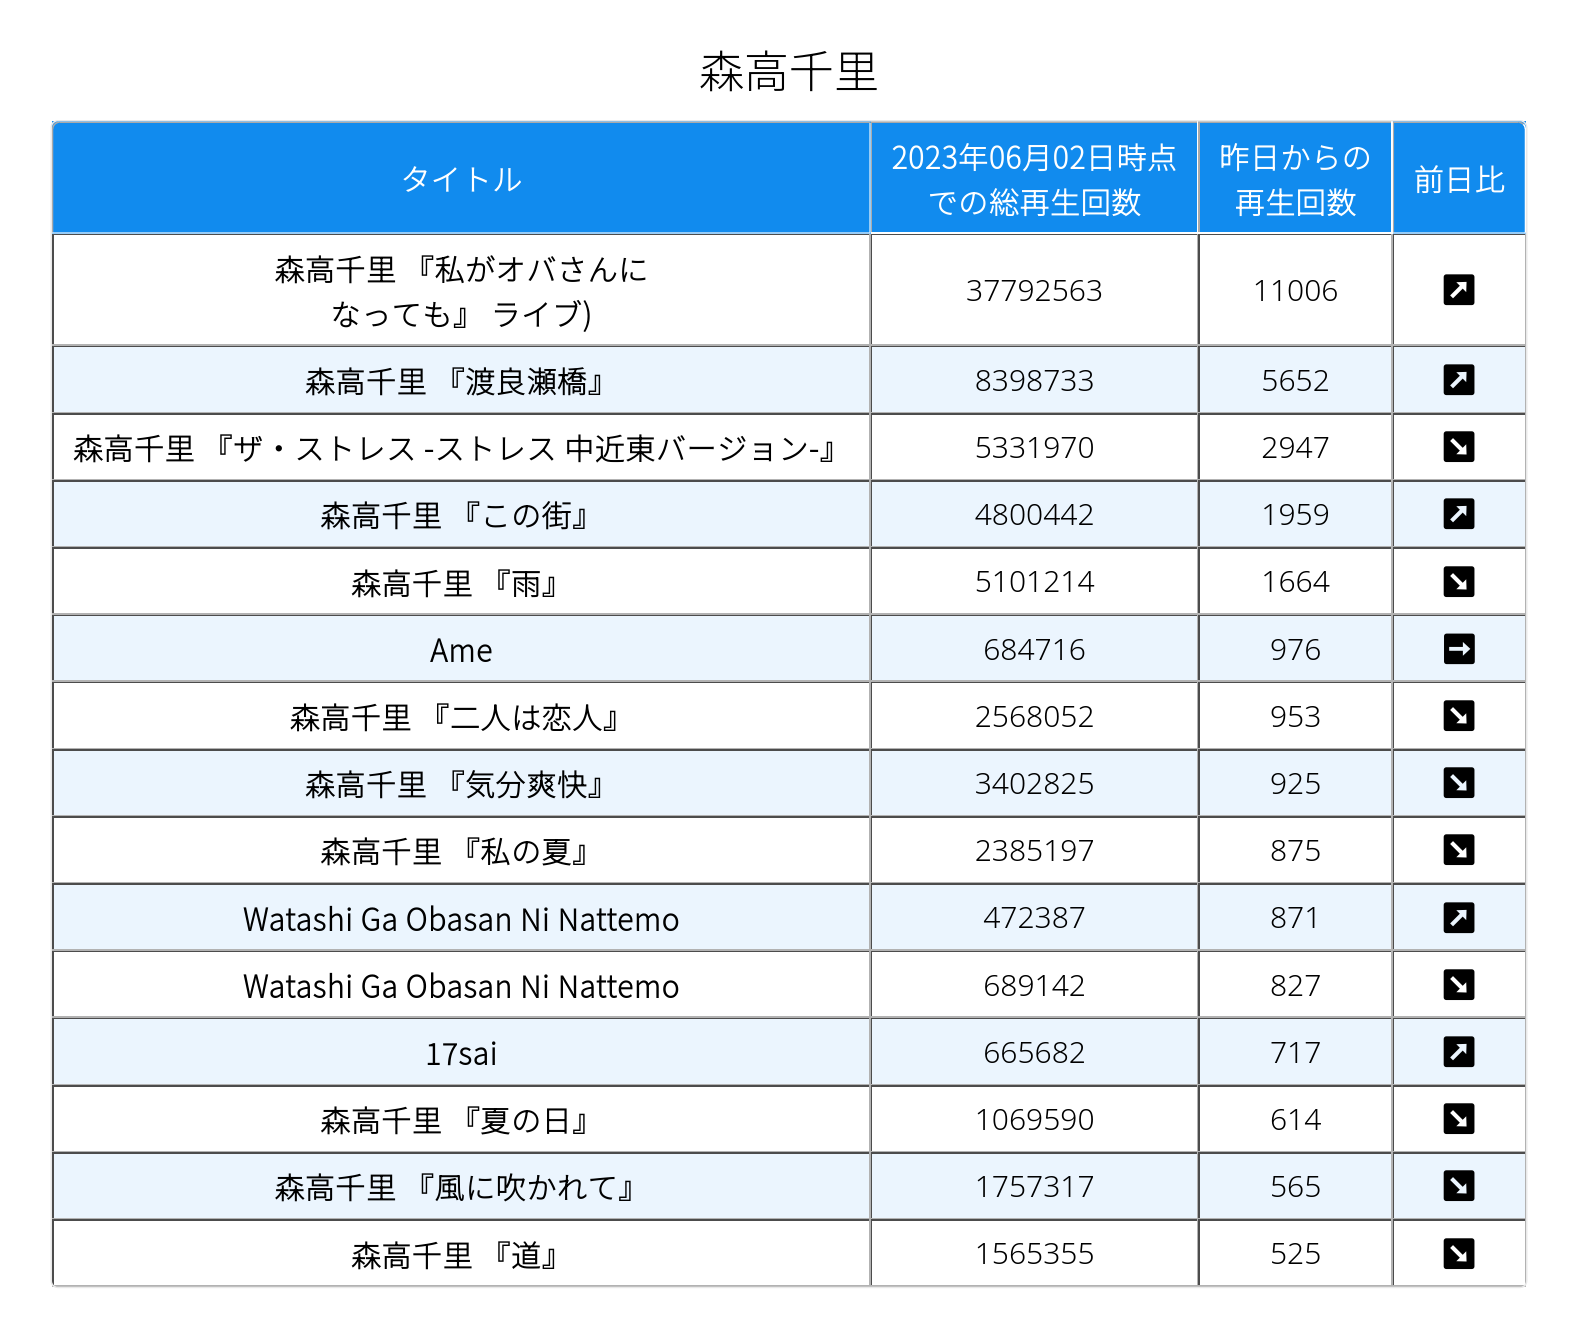 森高千里
タイトル
2023年06月02日時点
での総再生回数
昨日からの
再生回数
前日比
森高千里 『私がオバさんに
なっても』 ライブ)
37792563
11006
森高千里 『渡良瀬橋』
8398733
5652
森高千里 『ザ・ストレス -ストレス 中近東バージョン-』
5331970
2947
森高千里 『この街』
4800442
1959
森高千里 『雨』
5101214
1664
Ame
684716
976
森高千里 『二人は恋人』
2568052
953
森高千里 『気分爽快』
3402825
925
森高千里 『私の夏』
2385197
875
Watashi Ga Obasan Ni Nattemo
472387
871
Watashi Ga Obasan Ni Nattemo
689142
827
17sai
665682
717
森高千里 『夏の日』
1069590
614
森高千里 『風に吹かれて』
1757317
565
森高千里 『道』
1565355
525